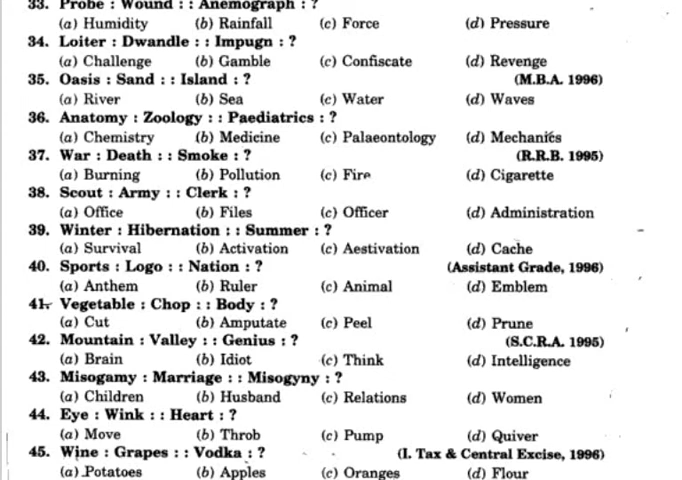 33. Probe : Wound : : Anemograph : ?
(a) Humidity (b) Rainfall (c) Force (d) Pressure
34. Loiter : Dwandle : : Impugn : ?
(a) Challenge (b) Gamble (c) Confiscate (d) Revenge
35. Oasis : Sand : : Island : ? (M.B.A. 1996)
(a) River (b) Sea (c) Water (d) Waves
36. Anatomy : Zoology : : Paediatrics : ?
(a) Chemistry (b) Medicine (c) Palaeontology (d) Mechanics
37. War : Death : : Smoke : ? (R.R.B. 1995)
(a) Burning (b) Pollution (c) Fire (d) Cigarette
38. Scout : Army : : Clerk : ?
(a) Office (b) Files (c) Officer (d) Administration
39. Winter : Hibernation : : Summer : ?
(a) Survival (b) Activation (c) Aestivation (d) Cache
40. Sports : Logo : : Nation : ? (Assistant Grade, 1996)
(a) Anthem (b) Ruler (c) Animal (d) Emblem
41. Vegetable : Chop : : Body : ?
(a) Cut (b) Amputate (c) Peel (d) Prune
42. Mountain : Valley : : Genius : ? (S.C.R.A. 1995)
(a) Brain (b) Idiot (c) Think (d) Intelligence
43. Misogamy : Marriage : : Misogyny : ?
(a) Children (b) Husband (c) Relations (d) Women
44. Eye : Wink : : Heart : ?
(a) Move (b) Throb (c) Pump (d) Quiver
45. Wine : Grapes : : Vodka : ? (I. Tax & Central Excise, 1996)
(a) Potatoes (b) Apples (c) Oranges (d) Flour